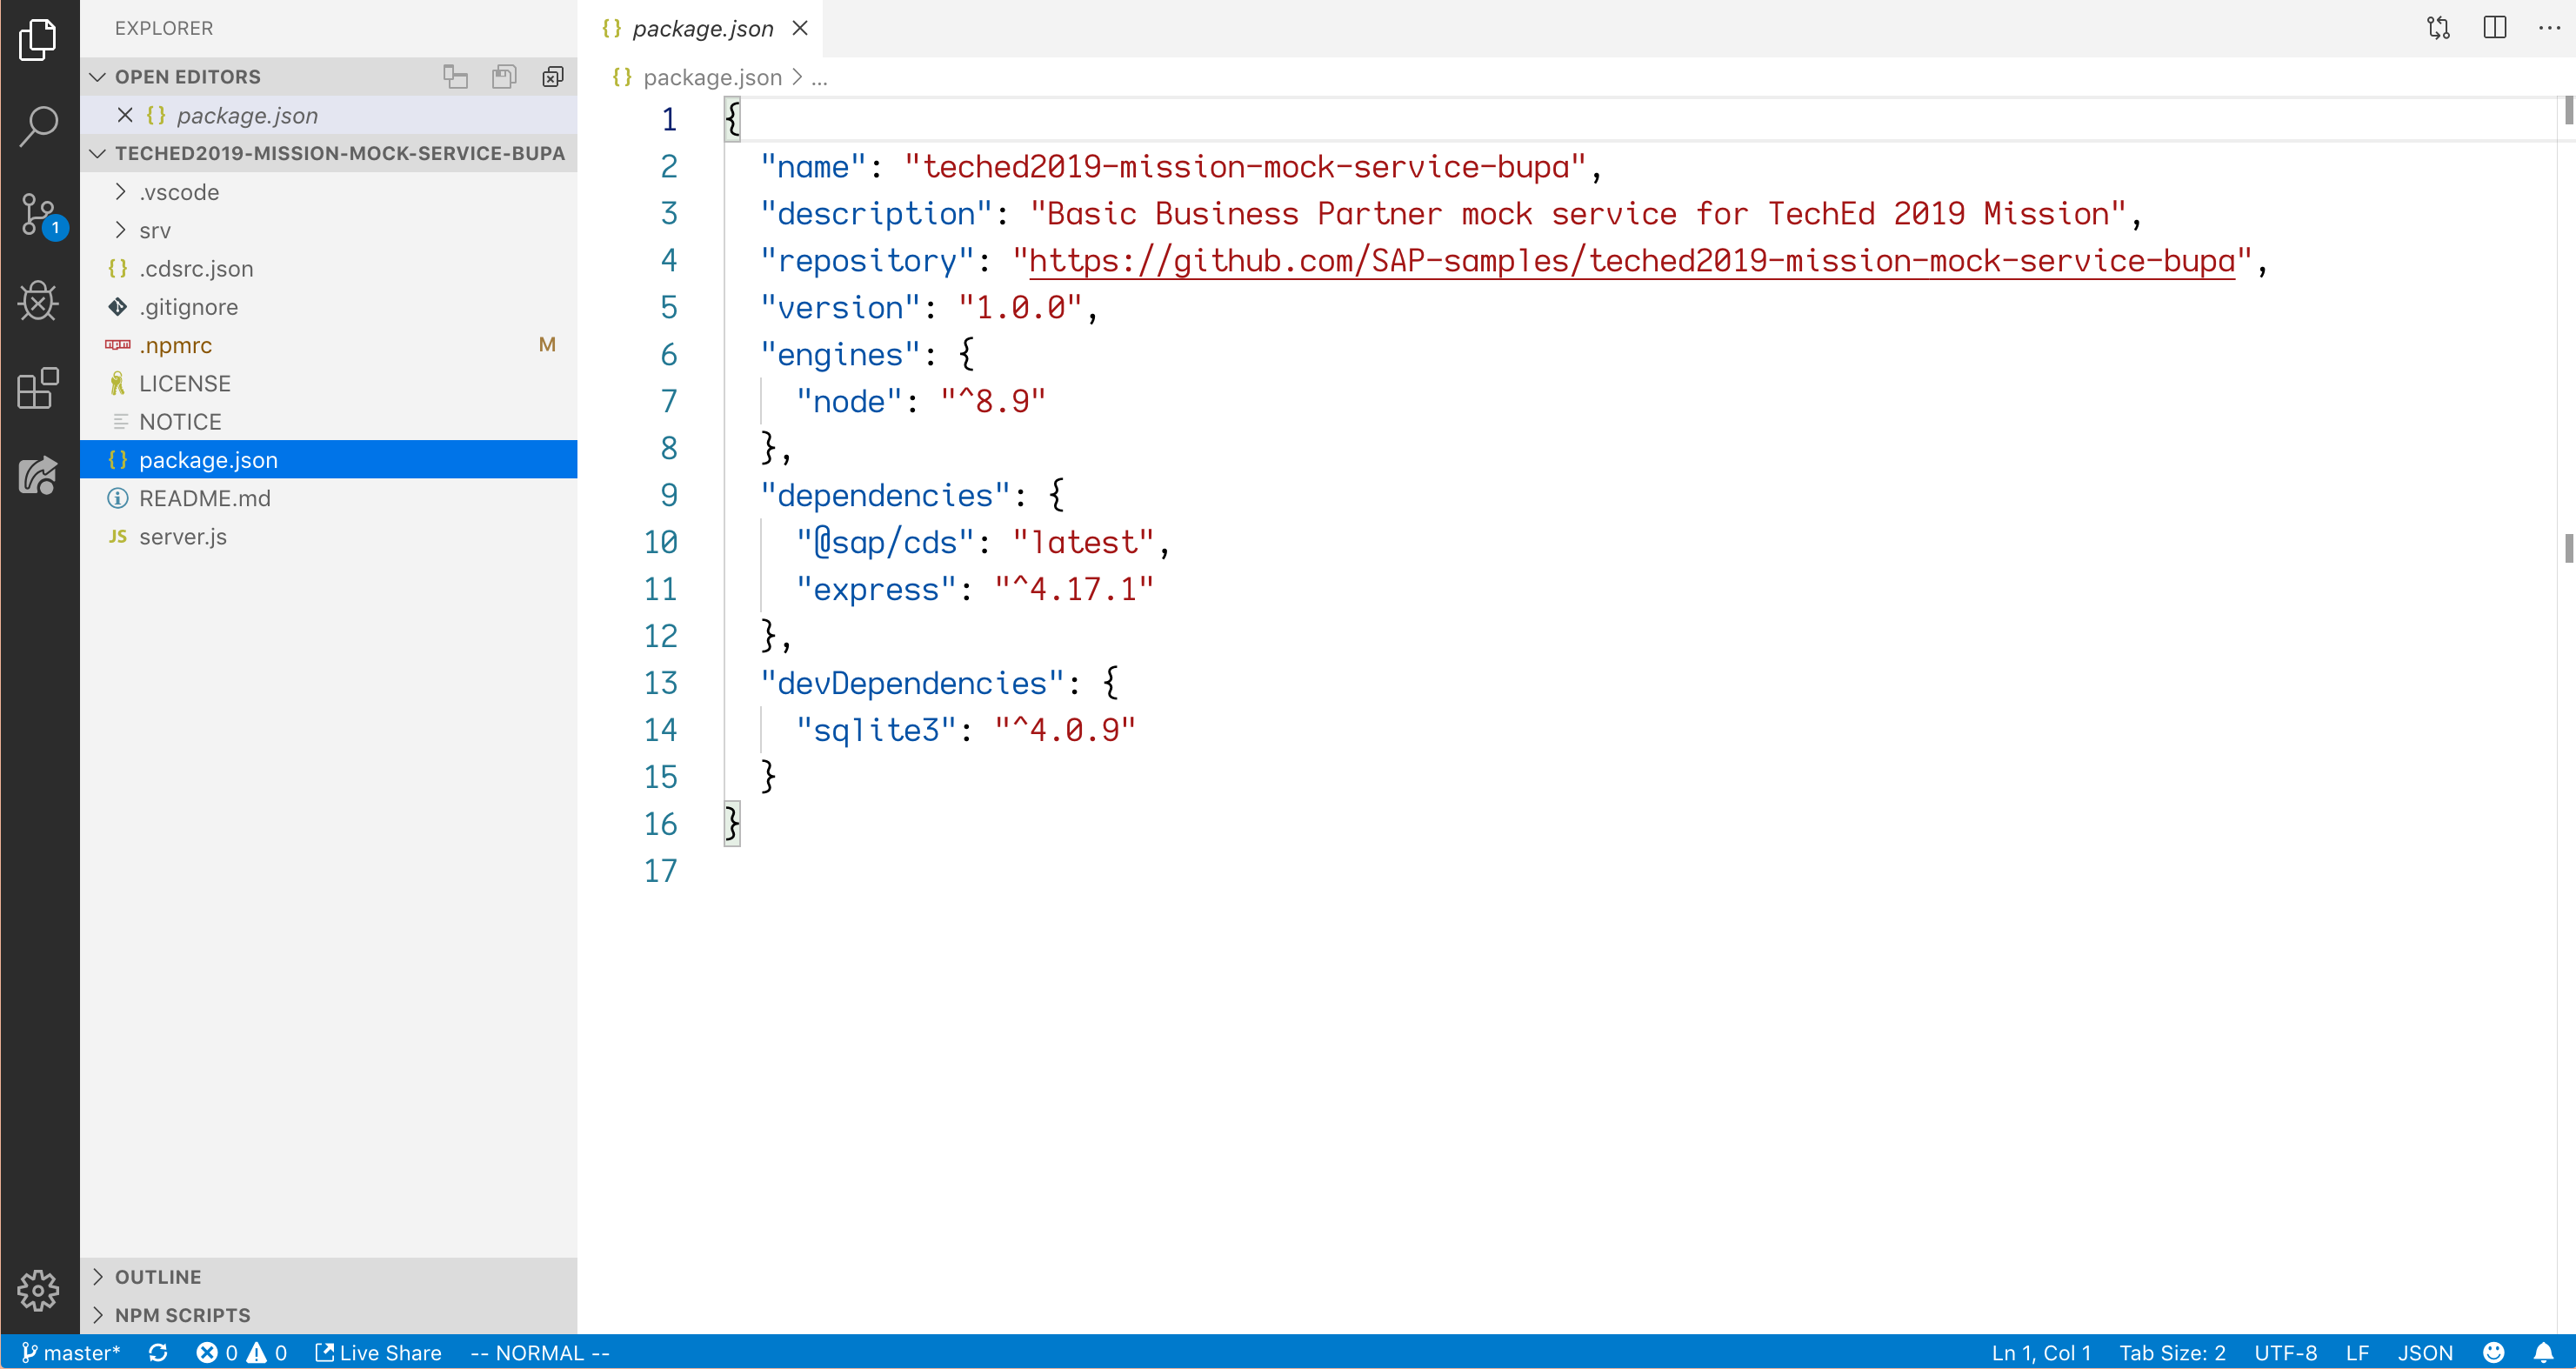 EXPLORER
OPEN EDITORS
{} package.json
TECHED2019-MISSION-MOCK-SERVICE-BUPA
.vscode
srv
{} .cdsrc.json
.gitignore
npm .npmrc M
LICENSE
NOTICE
{} package.json
README.md
JS server.js
OUTLINE
NPM SCRIPTS
1
{} package.json
{} package.json > ...
1 {
2 "name": "teched2019-mission-mock-service-bupa",
3 "description": "Basic Business Partner mock service for TechEd 2019 Mission",
4 "repository": "https://github.com/SAP-samples/teched2019-mission-mock-service-bupa",
5 "version": "1.0.0",
6 "engines": {
7 "node": "^8.9"
8 },
9 "dependencies": {
10 "@sap/cds": "latest",
11 "express": "^4.17.1"
12 },
13 "devDependencies": {
14 "sqlite3": "^4.0.9"
15 }
16 }
17
master* 0 0 Live Share -- NORMAL -- Ln 1, Col 1 Tab Size: 2 UTF-8 LF JSON